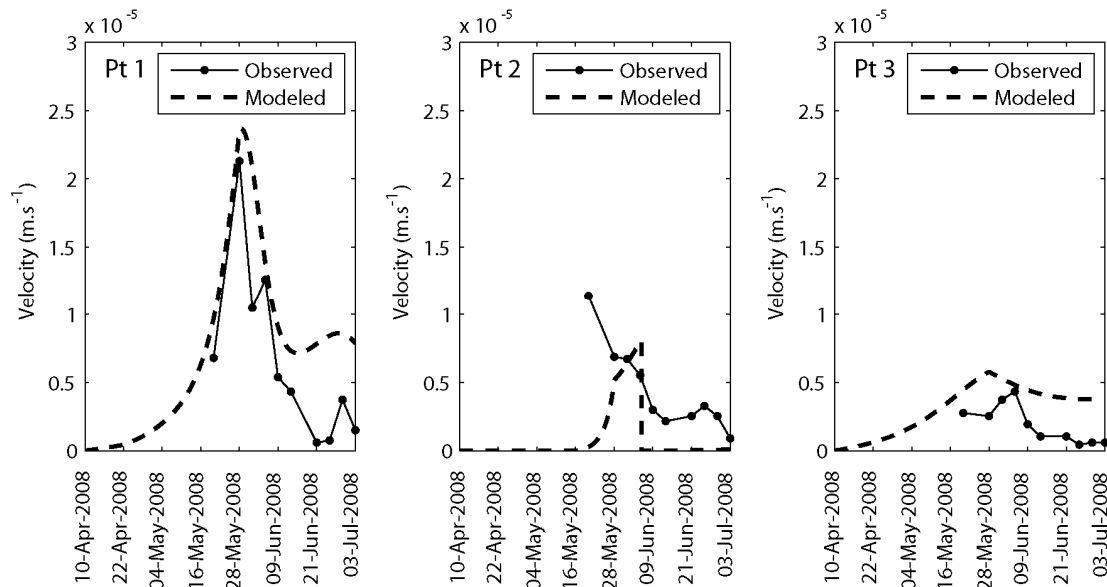 x 10-5
3
2.5
2
1.5
1
0.5
0
Velocity (m.s-1)
Pt 1
Observed
Modeled
10-Apr-2008
22-Apr-2008
04-May-2008
16-May-2008
28-May-2008
09-Jun-2008
21-Jun-2008
03-Jul-2008
x 10-5
3
2.5
2
1.5
1
0.5
0
Velocity (m.s-1)
Pt 2
Observed
Modeled
10-Apr-2008
22-Apr-2008
04-May-2008
16-May-2008
28-May-2008
09-Jun-2008
21-Jun-2008
03-Jul-2008
x 10-5
3
2.5
2
1.5
1
0.5
0
Velocity (m.s-1)
Pt 3
Observed
Modeled
10-Apr-2008
22-Apr-2008
04-May-2008
16-May-2008
28-May-2008
09-Jun-2008
21-Jun-2008
03-Jul-2008